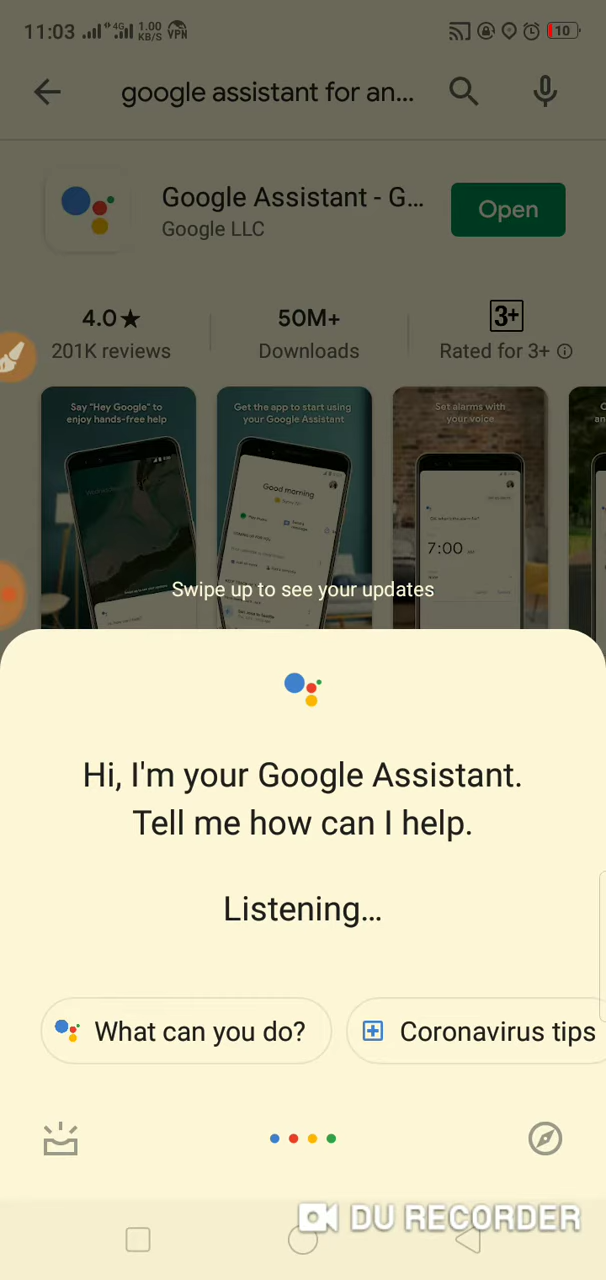 11:03 4G 1.00 KB/S VPN 10
google assistant for an...
Google Assistant - G...
Google LLC
Open
4.0★ 50M+ 3+
201K reviews Downloads Rated for 3+
Say "Hey Google" to
enjoy hands-free help
Get the app to start using
your Google Assistant
Set alarms with
your voice
Good morning
7:00
Swipe up to see your updates
Hi, I'm your Google Assistant.
Tell me how can I help.
Listening...
What can you do?
Coronavirus tips
DU RECORDER